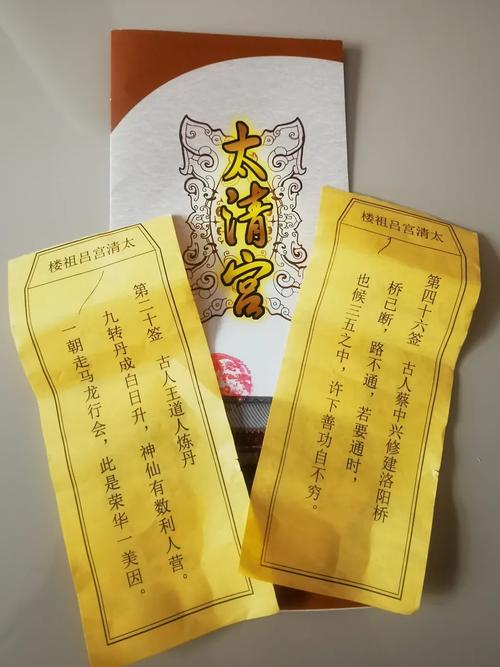 太清宫
太清宫吕祖楼
第二十签 古人王道人炼丹
九转丹成白日升，神仙有数利人营。
一朝走马龙行会，此是荣华一美因。
太清宫吕祖楼
第四十六签 古人蔡中兴修建洛阳桥
桥已断，路不通，若要通时，
也候三五之中，许下善功自不穷。